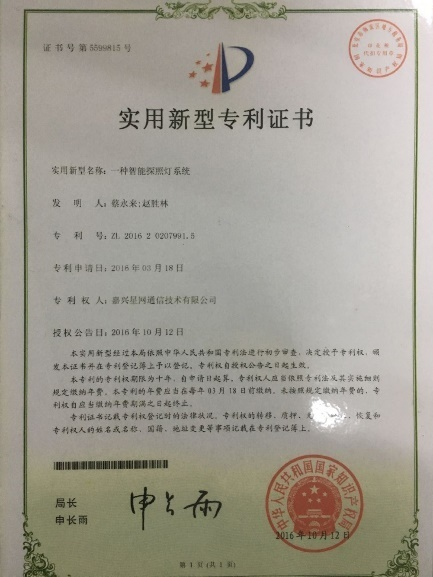 证书号第5599815号
实用新型专利证书
实用新型名称：一种智能探照灯系统
发明人：蔡永来;赵胜林
专利号：ZL 2016 2 0207991.5
专利申请日：2016年03月18日
专利权人：嘉兴星网通信技术有限公司
授权公告日：2016年10月12日
本实用新型经过本局依照中华人民共和国专利法进行初步审查，决定授予专利权，颁
发本证书并在专利登记簿上予以登记。专利权自授权公告之日起生效。
本专利的专利权期限为十年，自申请日起算。专利权人应当依照专利法及其实施细则
规定缴纳年费。本专利的年费应当在每年03月18日前缴纳。未按照规定缴纳年费的，专利
权自应当缴纳年费期满之日起终止。
专利证书记载专利权登记时的法律状况。专利权的转移、质押、恢复和
专利权人的姓名或名称、国籍、地址变更等事项记载在专利登记簿上。
局长
申长雨
申长雨
中华人民共和国国家知识产权局
2016年10月12日
第1页(共1页)